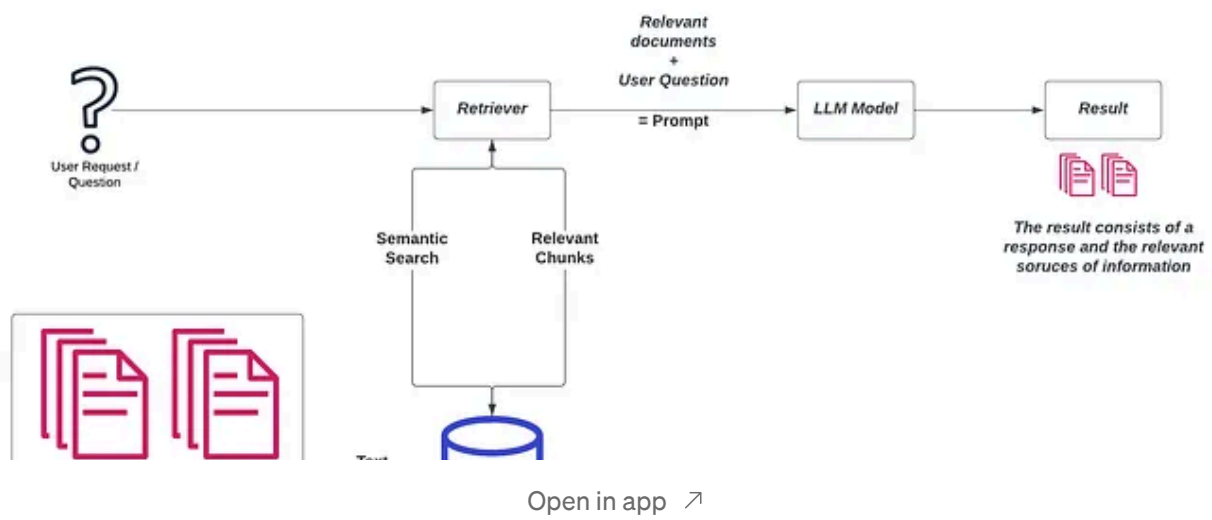 Relevant
documents
+
User Question
= Prompt
Retriever
LLM Model
Result
User Request /
Question
Semantic
Search
Relevant
Chunks
The result consists of a
response and the relevant
soruces of information
Text
Open in app ↗